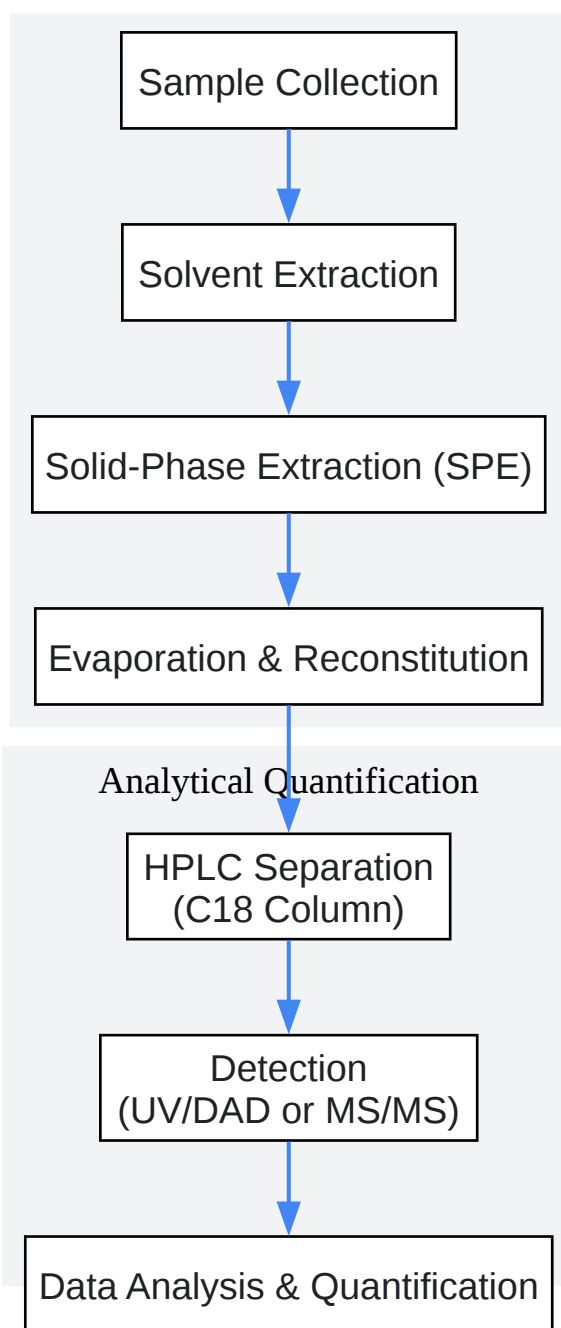 Sample Collection
Solvent Extraction
Solid-Phase Extraction (SPE)
Evaporation & Reconstitution
Analytical Quantification
HPLC Separation
(C18 Column)
Detection
(UV/DAD or MS/MS)
Data Analysis & Quantification